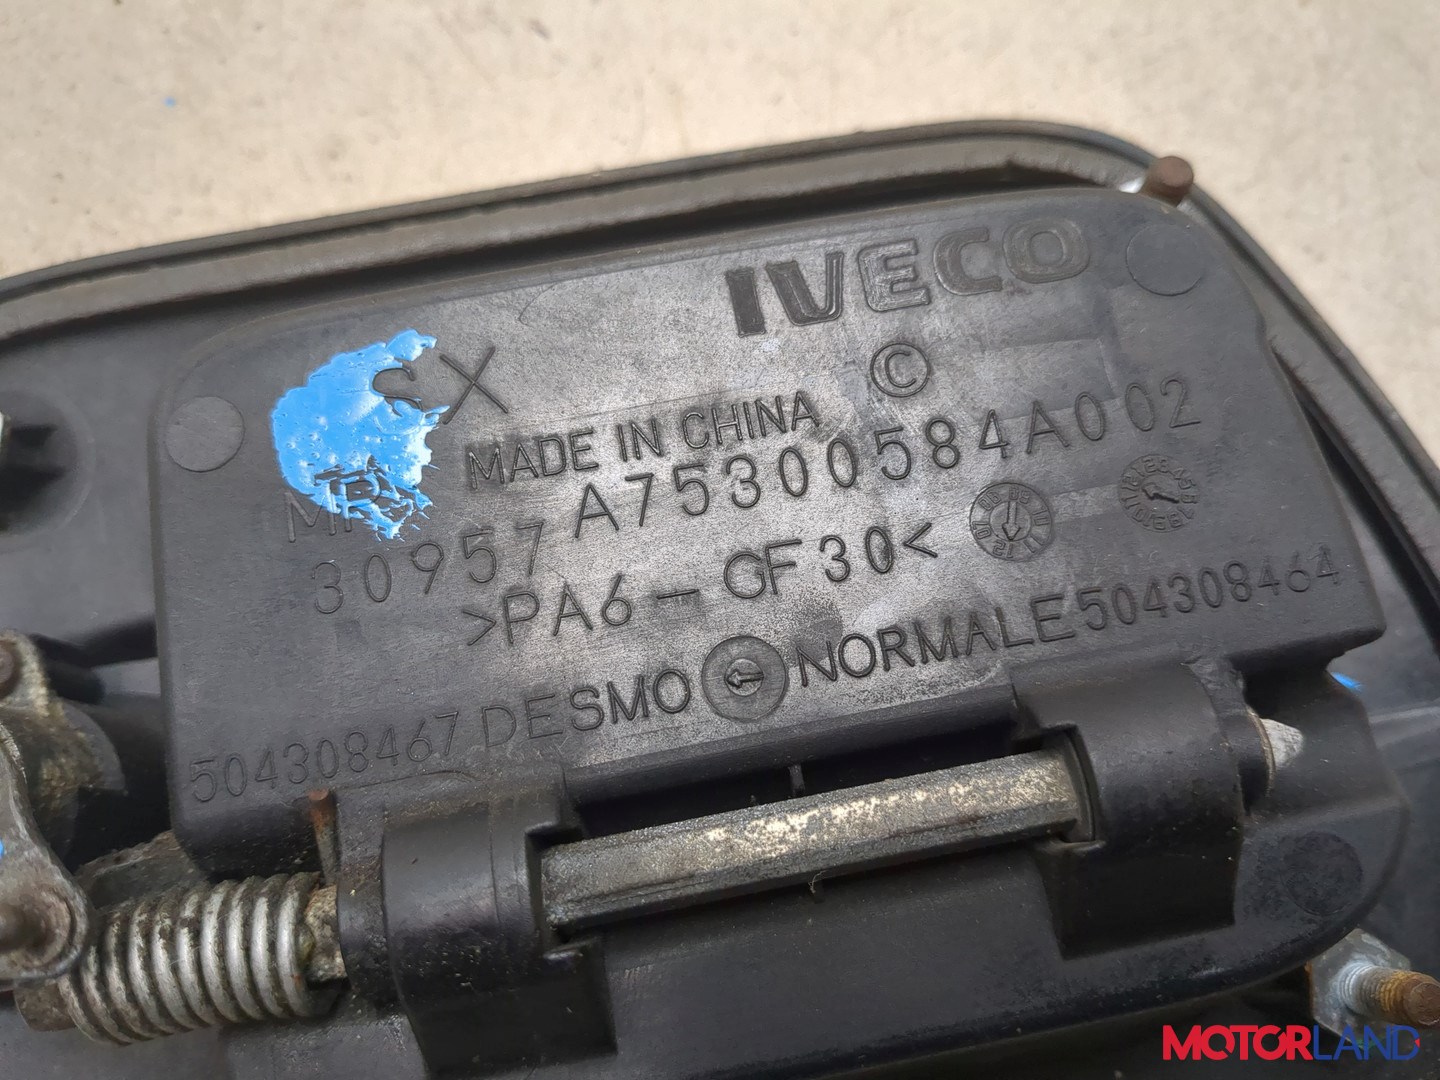 IVECO
SX
©
MADE IN CHINA
A75300584A002
30957
>PA6-GF30<
504308467 DESMO NORMALE 504308464
MOTORLAND